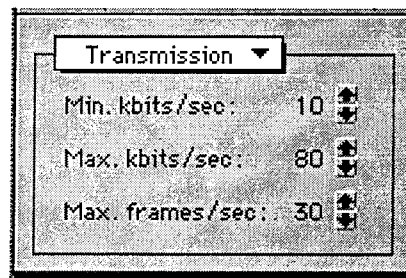 Transmission
Min. kbits/sec: 10
Max. kbits/sec: 80
Max. frames/sec: 30